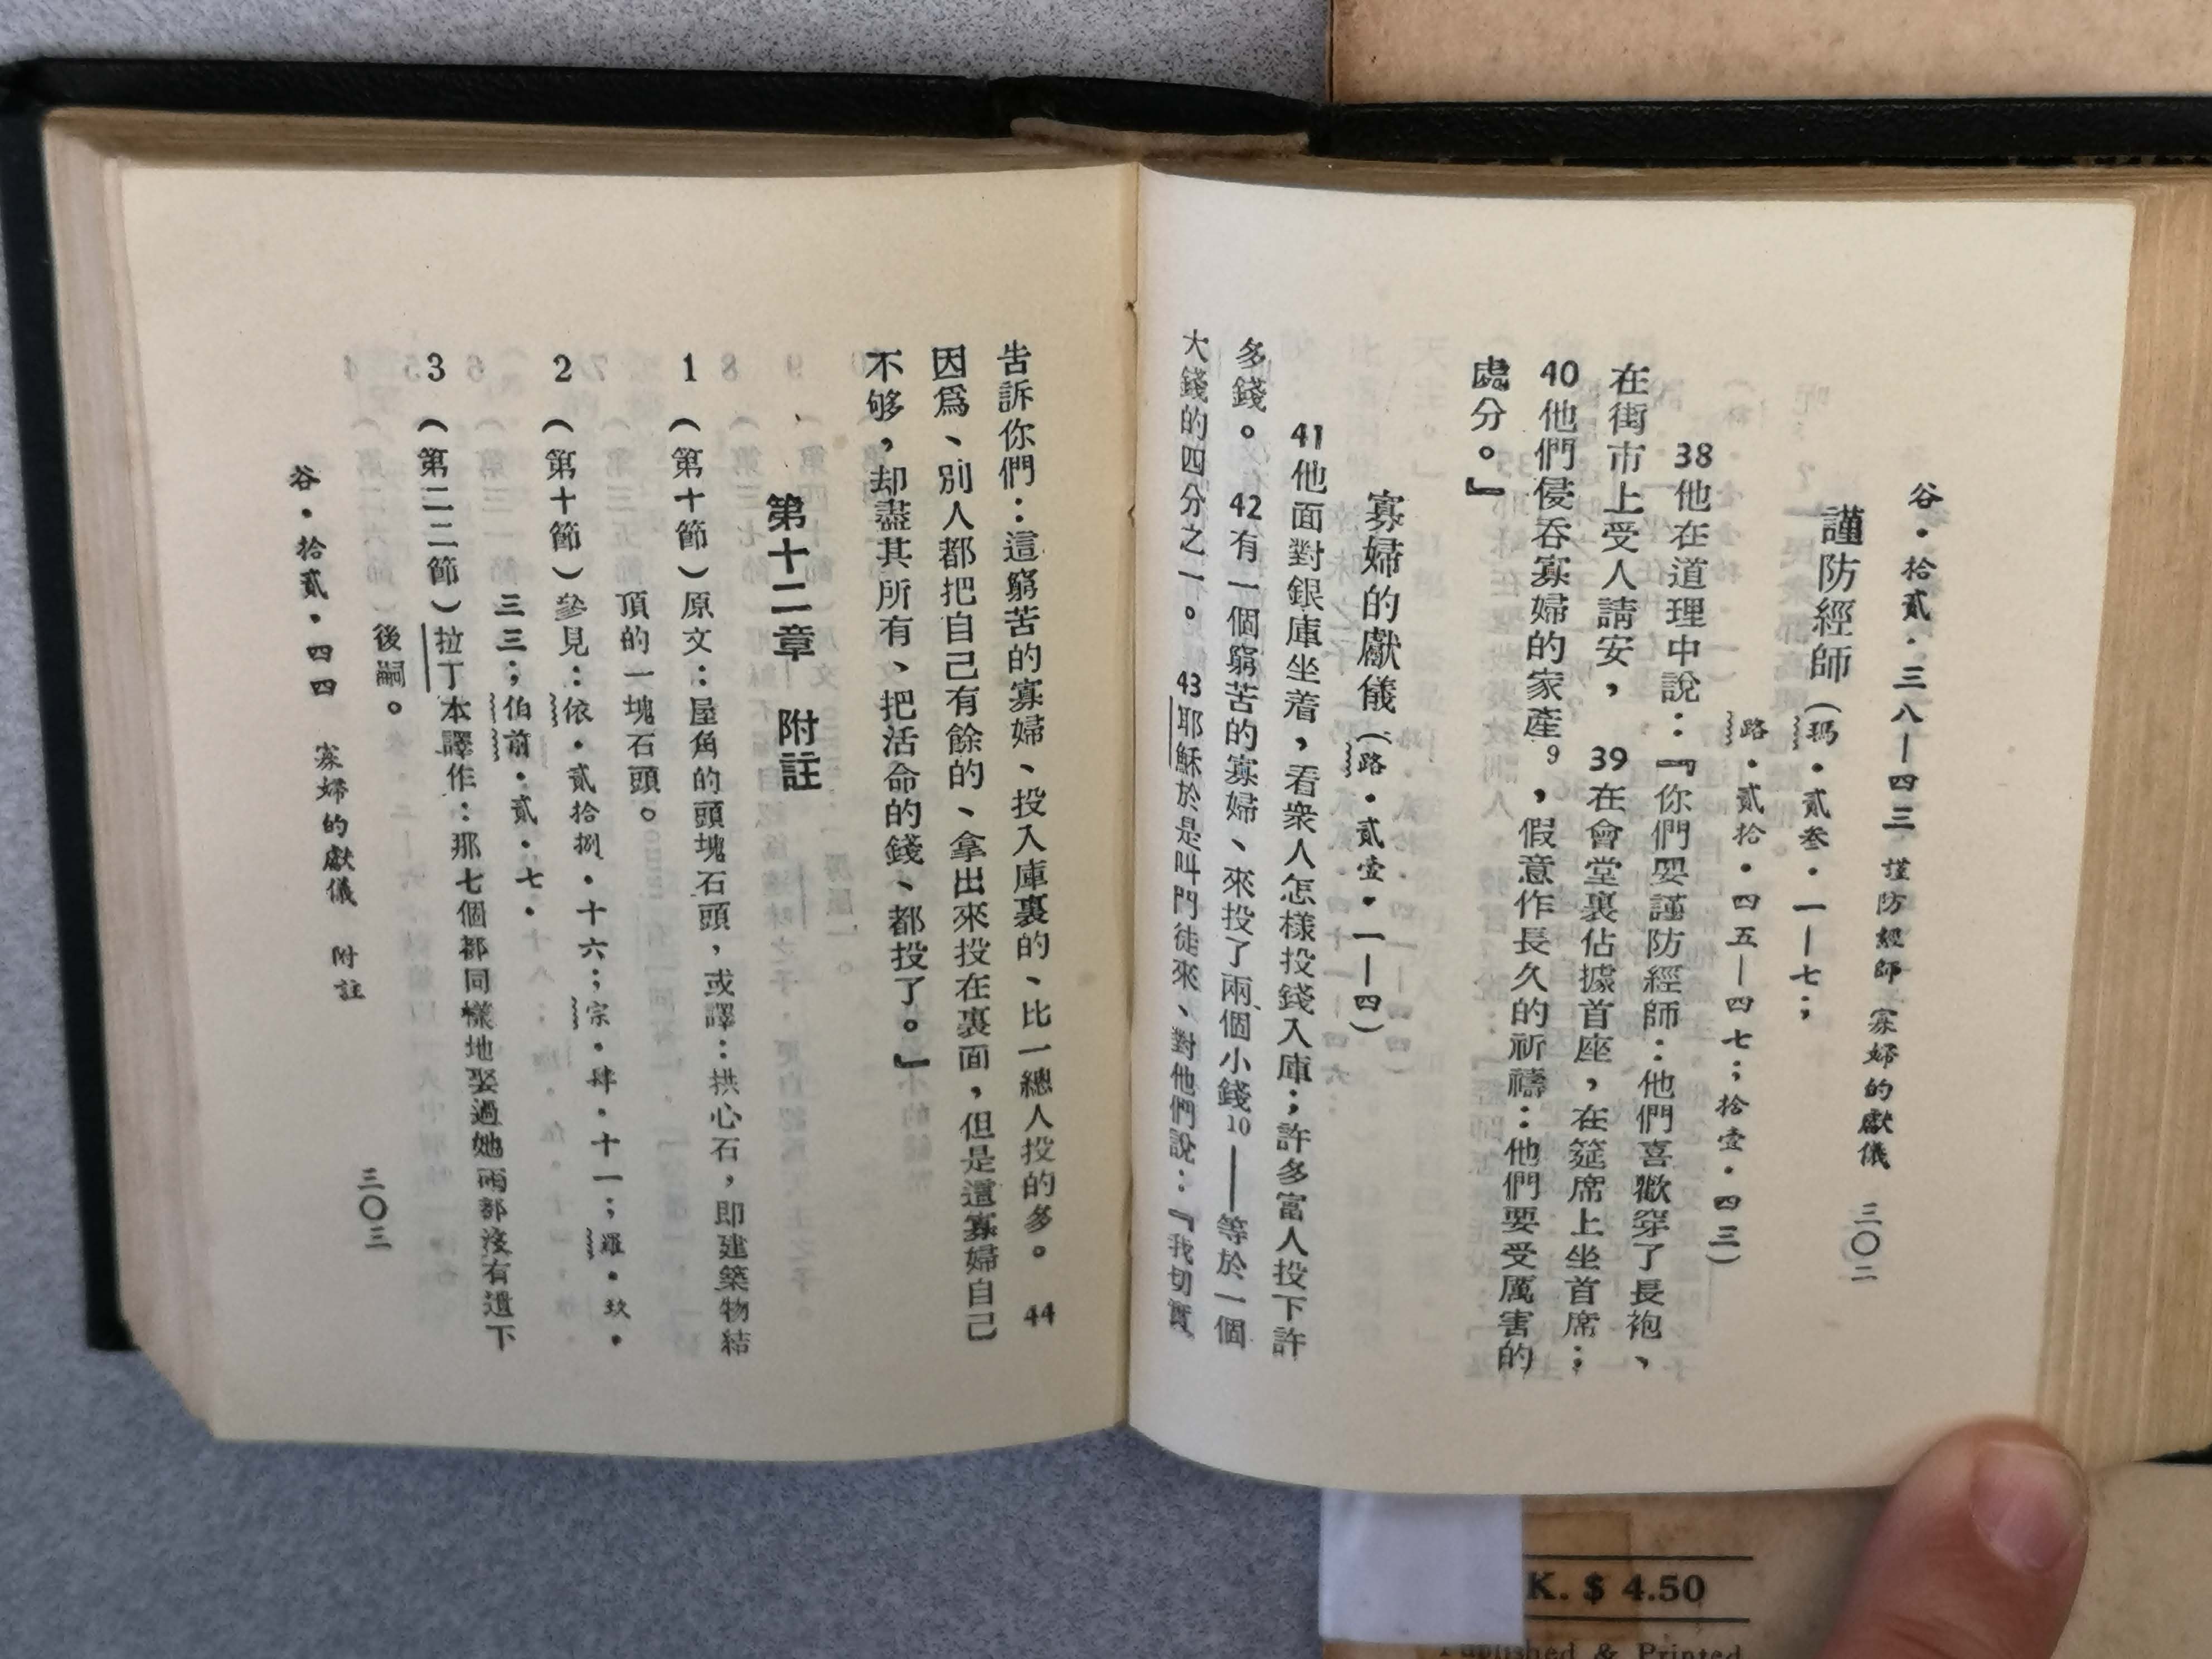 谷・拾貳・三八―四三 謹防經師 寡婦的獻儀 三〇二
謹防經師(瑪・貳叁・一―七;
路・貳拾・四五―四七;拾壹・四三)
38他在道理中說:『你們要謹防經師:他們喜歡穿了長袍、
在街市上受人請安, 39在會堂裏佔據首座,在筵席上坐首席;
40他們侵吞寡婦的家產9,假意作長久的祈禱:他們要受厲害的
處分。』
寡婦的獻儀(路・貳壹・一―四)
41他面對銀庫坐着,看衆人怎樣投錢入庫;許多富人投下許
多錢。 42有一個窮苦的寡婦、來投了兩個小錢10——等於一個
大錢的四分之一。 43耶穌於是叫門徒來、對他們說:『我切實
告訴你們:這窮苦的寡婦、投入庫裏的、比一總人投的多。 44
因爲、別人都把自己有餘的、拿出來投在裏面,但是這寡婦自己
不够,却盡其所有、把活命的錢、都投了。』
第十二章 附註
1 (第十節)原文:屋角的頭塊石頭,或譯:拱心石,即建築物結
頂的一塊石頭。
2 (第十節)參見:依・貳拾捌・十六;宗・肆・十一;羅・玖・
三三;伯前・貳・七・
3 (第二二節)拉丁本譯作:那七個都同樣地娶過她而都沒有遺下
後嗣。
谷・拾貳・四四 寡婦的獻儀 附註 三〇三
K. $ 4.50
Published & Printed